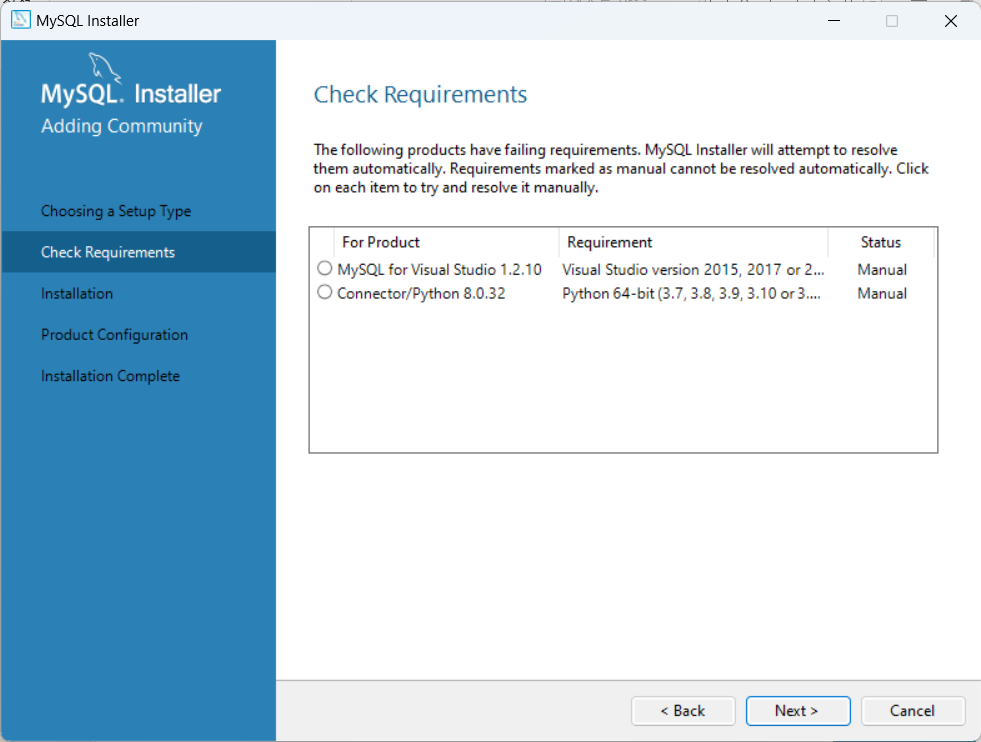 MySQL Installer
MySQL. Installer
Adding Community
Choosing a Setup Type
Check Requirements
Installation
Product Configuration
Installation Complete
Check Requirements
The following products have failing requirements. MySQL Installer will attempt to resolve
them automatically. Requirements marked as manual cannot be resolved automatically. Click
on each item to try and resolve it manually.
For Product Requirement Status
MySQL for Visual Studio 1.2.10 Visual Studio version 2015, 2017 or 2... Manual
Connector/Python 8.0.32 Python 64-bit (3.7, 3.8, 3.9, 3.10 or 3.... Manual
< Back Next > Cancel